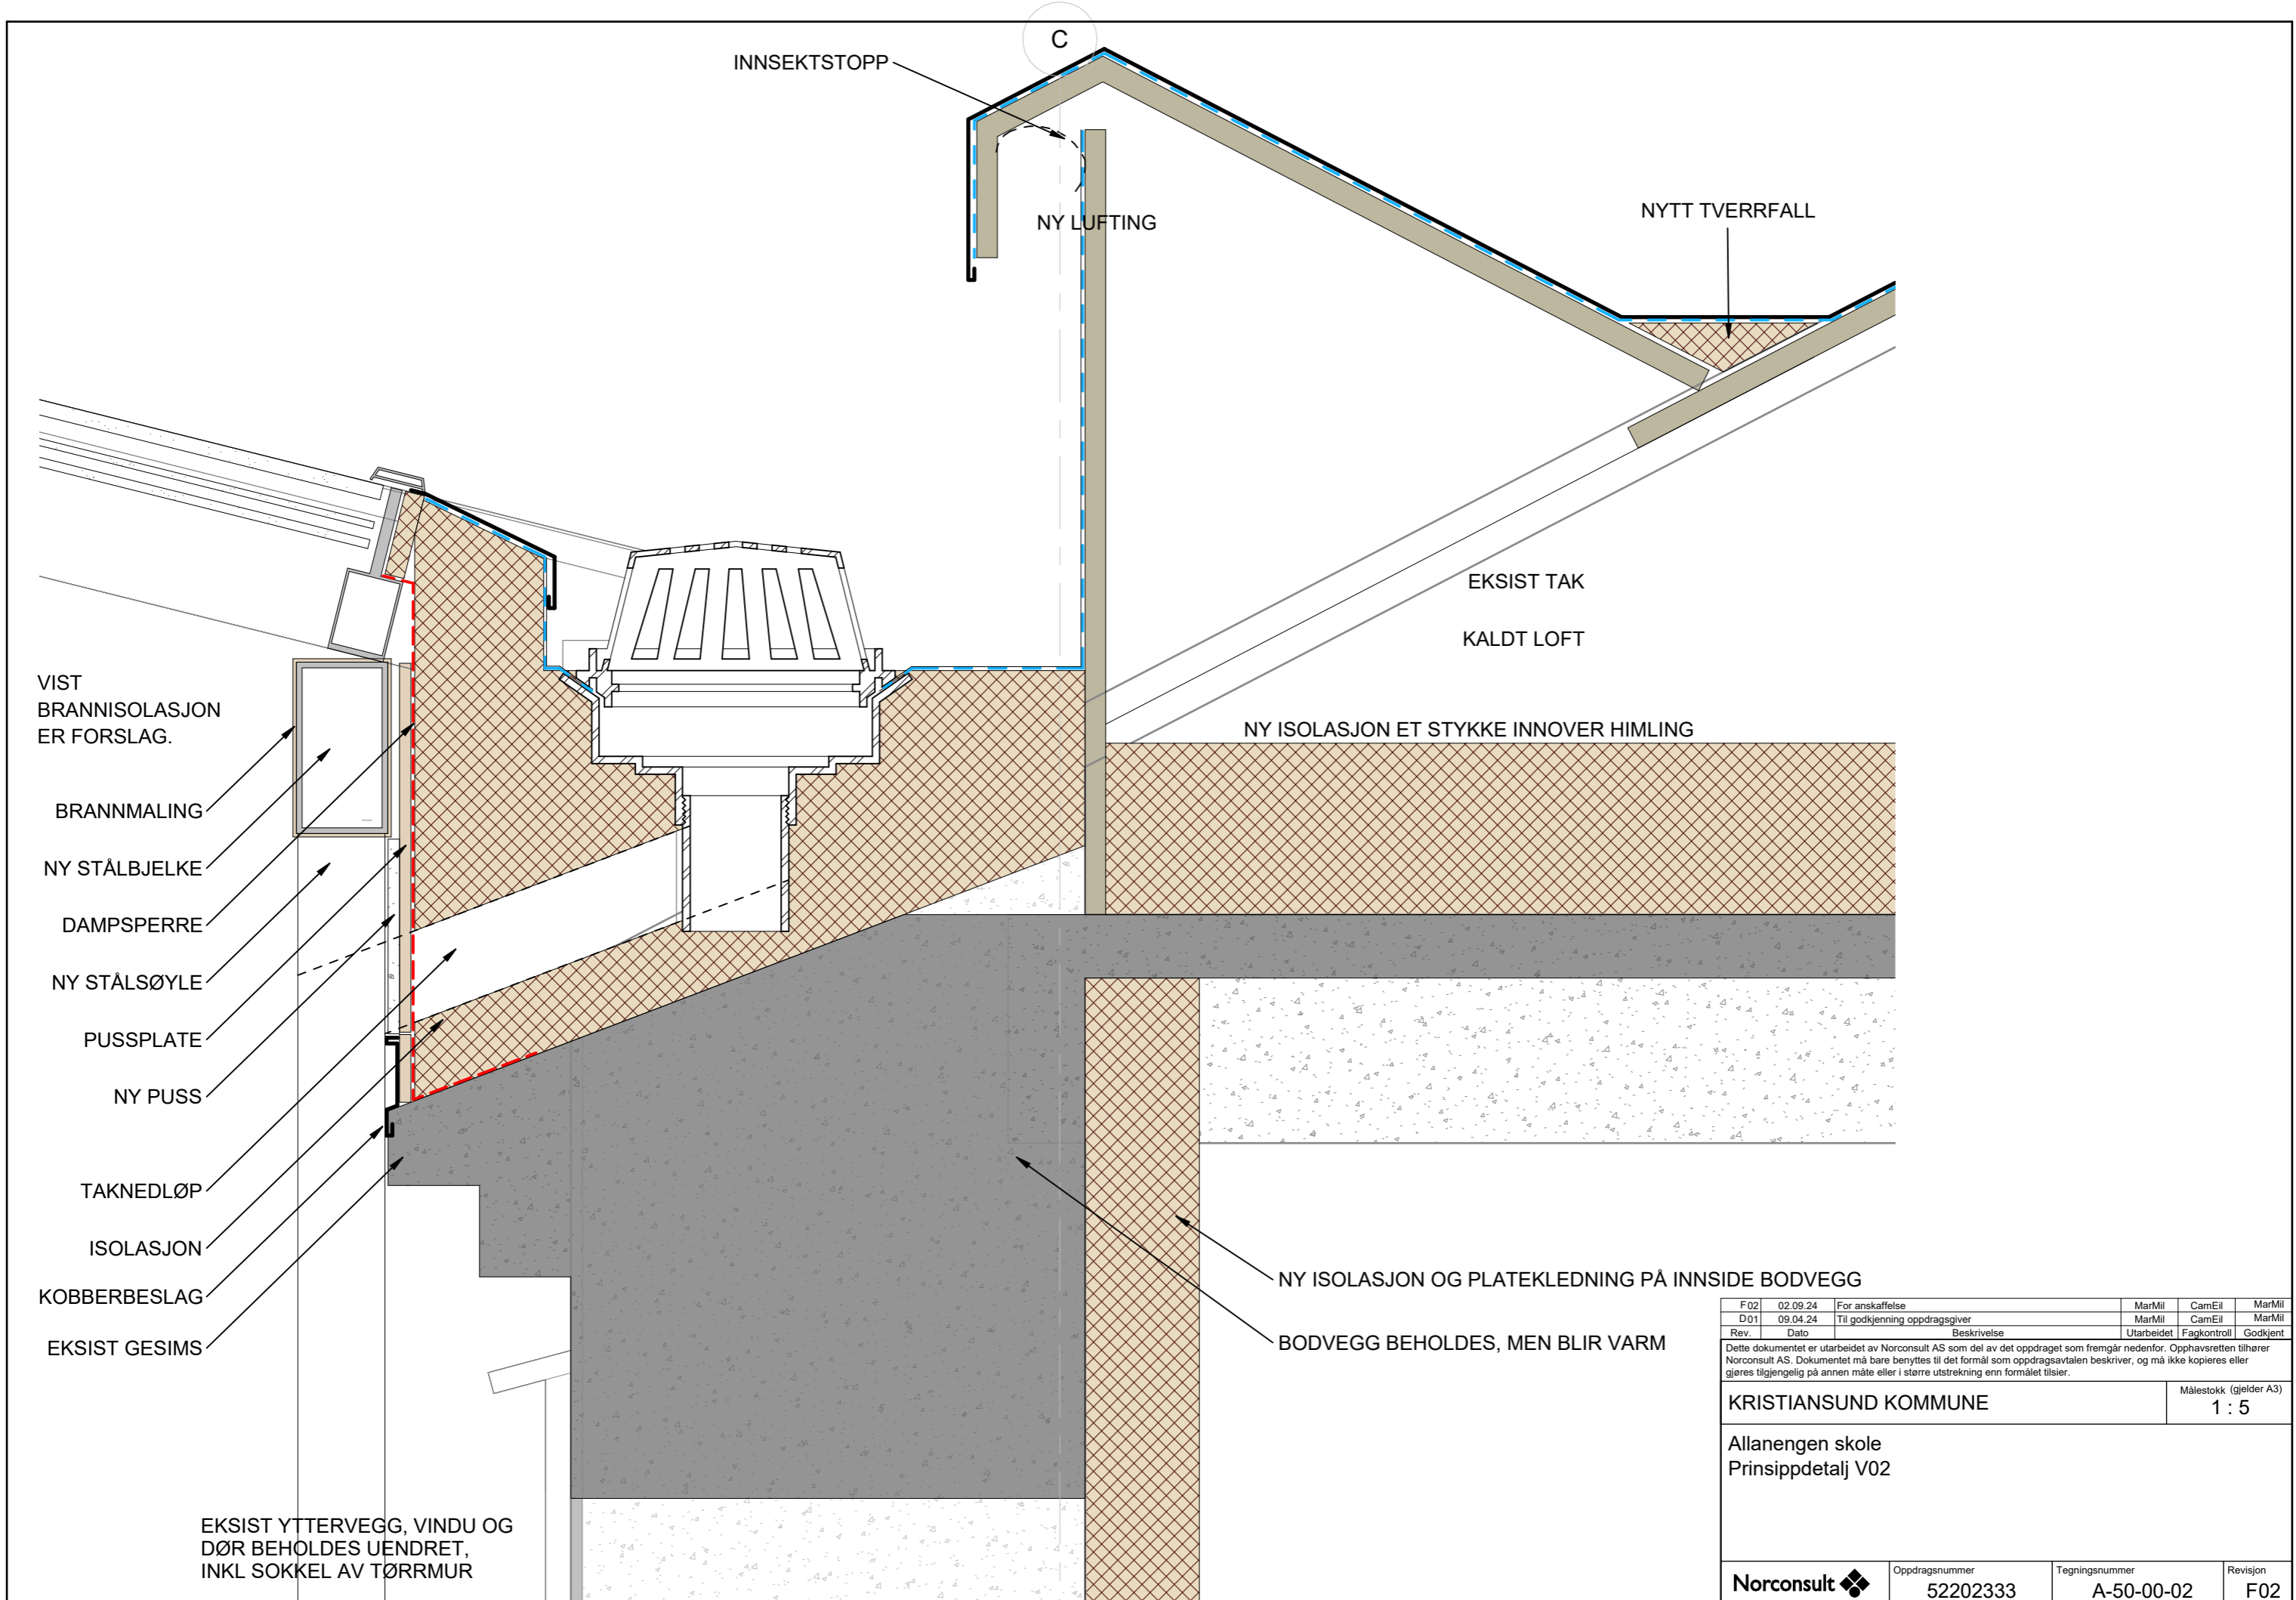 C
INNSEKTSTOPP
NY LUFTING
NYTT TVERRFALL
EKSIST TAK
KALDT LOFT
NY ISOLASJON ET STYKKE INNOVER HIMLING
VIST
BRANNISOLASJON
ER FORSLAG.
BRANNMALING
NY STÅLBJELKE
DAMPSPERRE
NY STÅLSØYLE
PUSSPLATE
NY PUSS
TAKNEDLØP
ISOLASJON
KOBBERBESLAG
EKSIST GESIMS
NY ISOLASJON OG PLATEKLEDNING PÅ INNSIDE BODVEGG
BODVEGG BEHOLDES, MEN BLIR VARM
EKSIST YTTERVEGG, VINDU OG
DØR BEHOLDES UENDRET,
INKL SOKKEL AV TØRRMUR
F02 02.09.24 For anskaffelse MarMil CamEil MarMil
D01 09.04.24 Til godkjenning oppdragsgiver MarMil CamEil MarMil
Rev. Dato Beskrivelse Utarbeidet Fagkontroll Godkjent
Dette dokumentet er utarbeidet av Norconsult AS som del av det oppdraget som fremgår nedenfor. Opphavsretten tilhører
Norconsult AS. Dokumentet må bare benyttes til det formål som oppdragsavtalen beskriver, og må ikke kopieres eller
gjøres tilgjengelig på annen måte eller i større utstrekning enn formålet tilsier.
KRISTIANSUND KOMMUNE
Målestokk (gjelder A3)
1 : 5
Allanengen skole
Prinsippdetalj V02
Norconsult
Oppdragsnummer
52202333
Tegningsnummer
A-50-00-02
Revisjon
F02